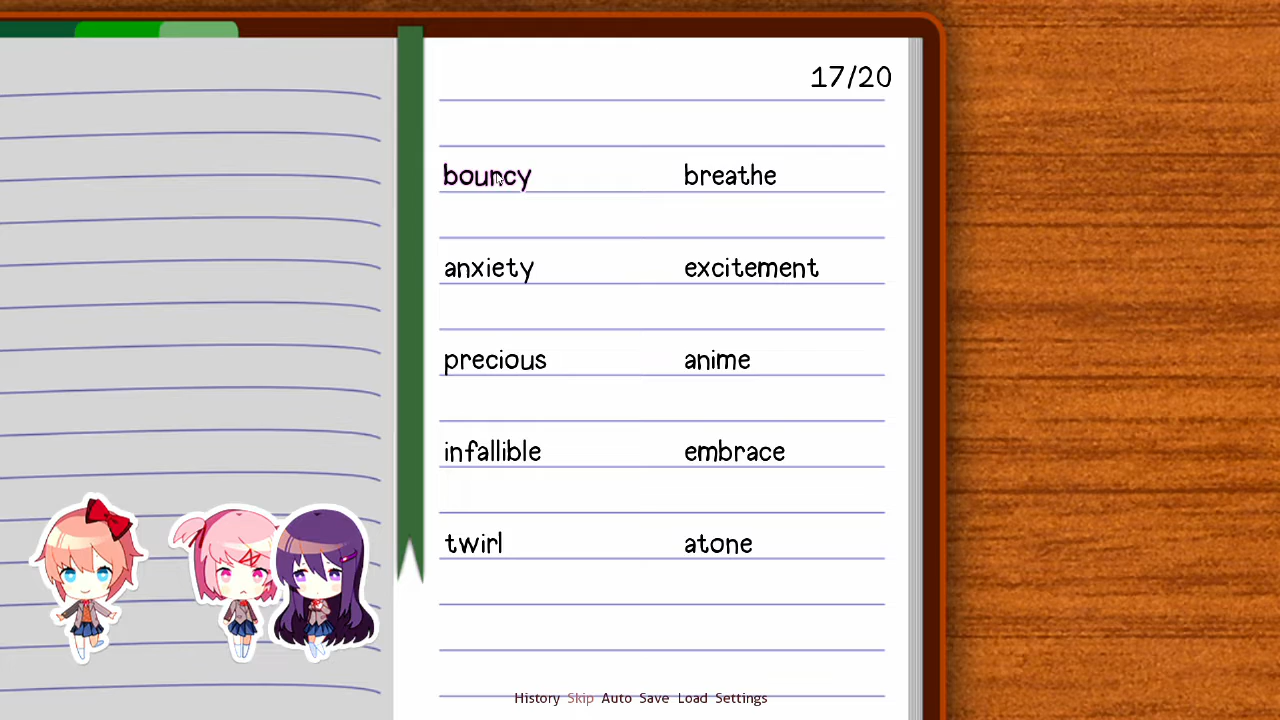 17/20
bouncy breathe
anxiety excitement
precious anime
infallible embrace
twirl atone
History Skip Auto Save Load Settings